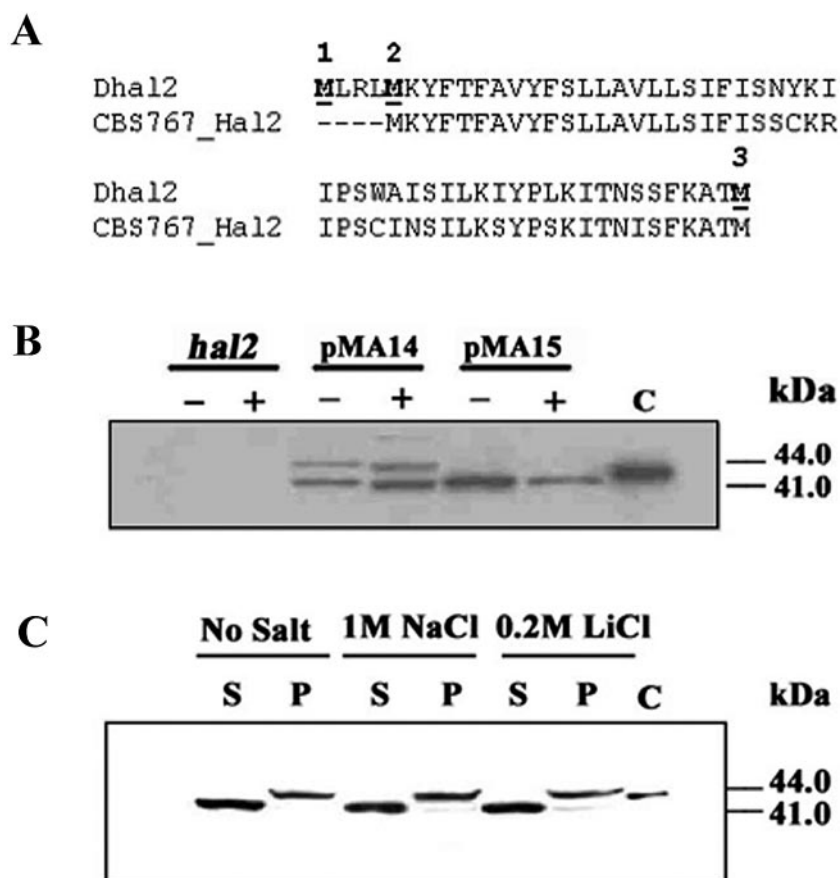 A
1 2
Dhal2 MLRLMKYFTFAVYFSLLAVLLSIFISNYKI
CBS767_Hal2 ----MKYFTFAVYFSLLAVLLSIFISSCKR
3
Dhal2 IPSWAISILKIYPLKITNSSFKATM
CBS767_Hal2 IPSCINSILKSYPSKITNISFKATM
B
hal2 pMA14 pMA15
− + − + − + C kDa
44.0
41.0
C
No Salt 1M NaCl 0.2M LiCl
S P S P S P C kDa
44.0
41.0